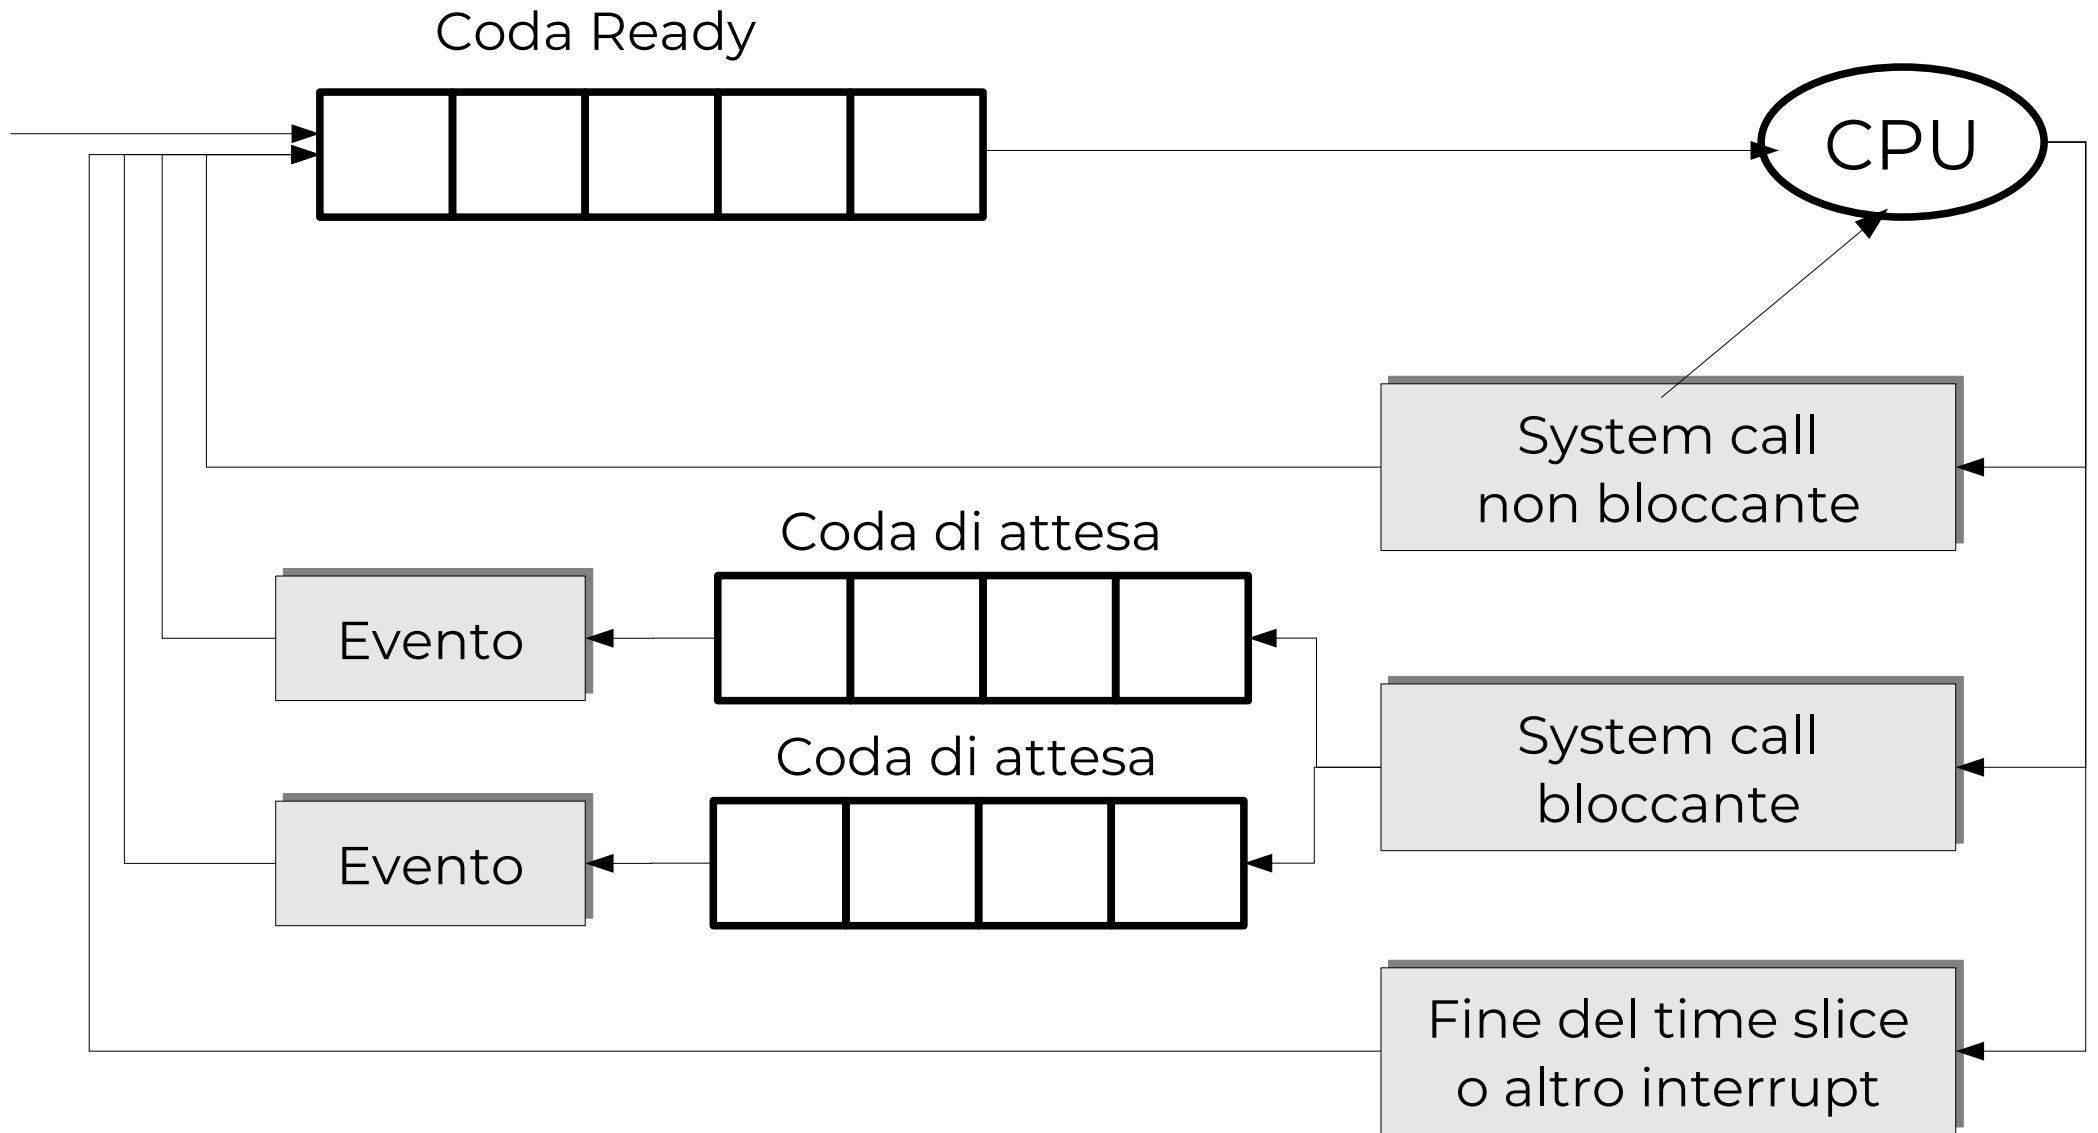 Coda Ready
CPU
System call
non bloccante
Coda di attesa
Evento
System call
bloccante
Coda di attesa
Evento
Fine del time slice
o altro interrupt